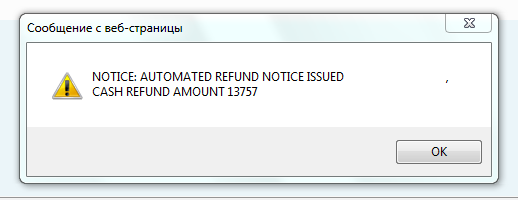 Сообщение с веб-страницы
NOTICE: AUTOMATED REFUND NOTICE ISSUED
CASH REFUND AMOUNT 13757
OK